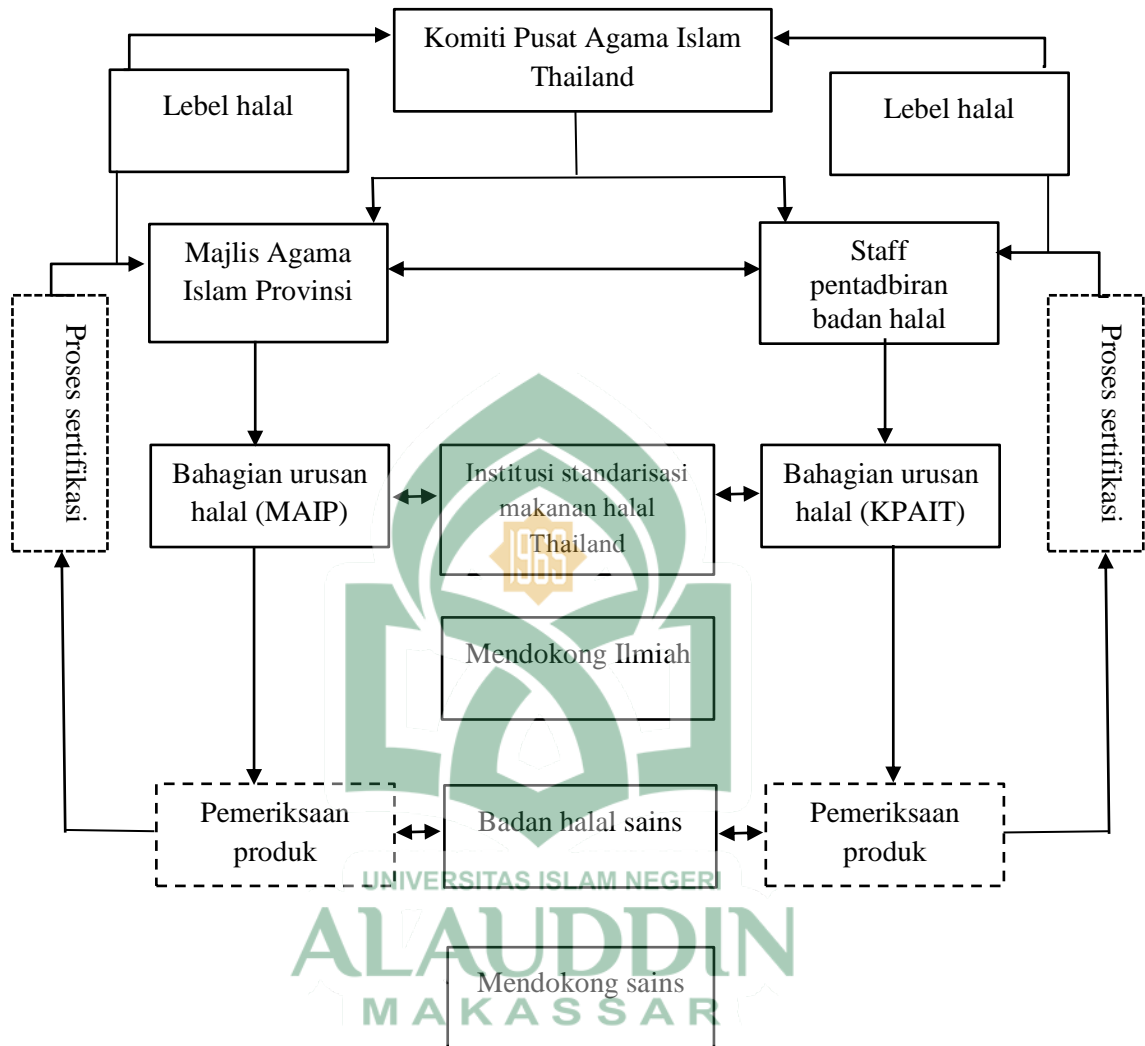 Komiti Pusat Agama Islam
Thailand
Lebel halal
Lebel halal
Majlis Agama
Islam Provinsi
Staff
pentadbiran
badan halal
Proses sertifikasi
Proses sertifikasi
Bahagian urusan
halal (MAIP)
Institusi standarisasi
makanan halal
Thailand
Bahagian urusan
halal (KPAIT)
1965
Mendokong Ilmiah
Pemeriksaan
produk
Badan halal sains
Pemeriksaan
produk
UNIVERSITAS ISLAM NEGERI
ALAUDDIN
Mendokong sains
MAKASSAR